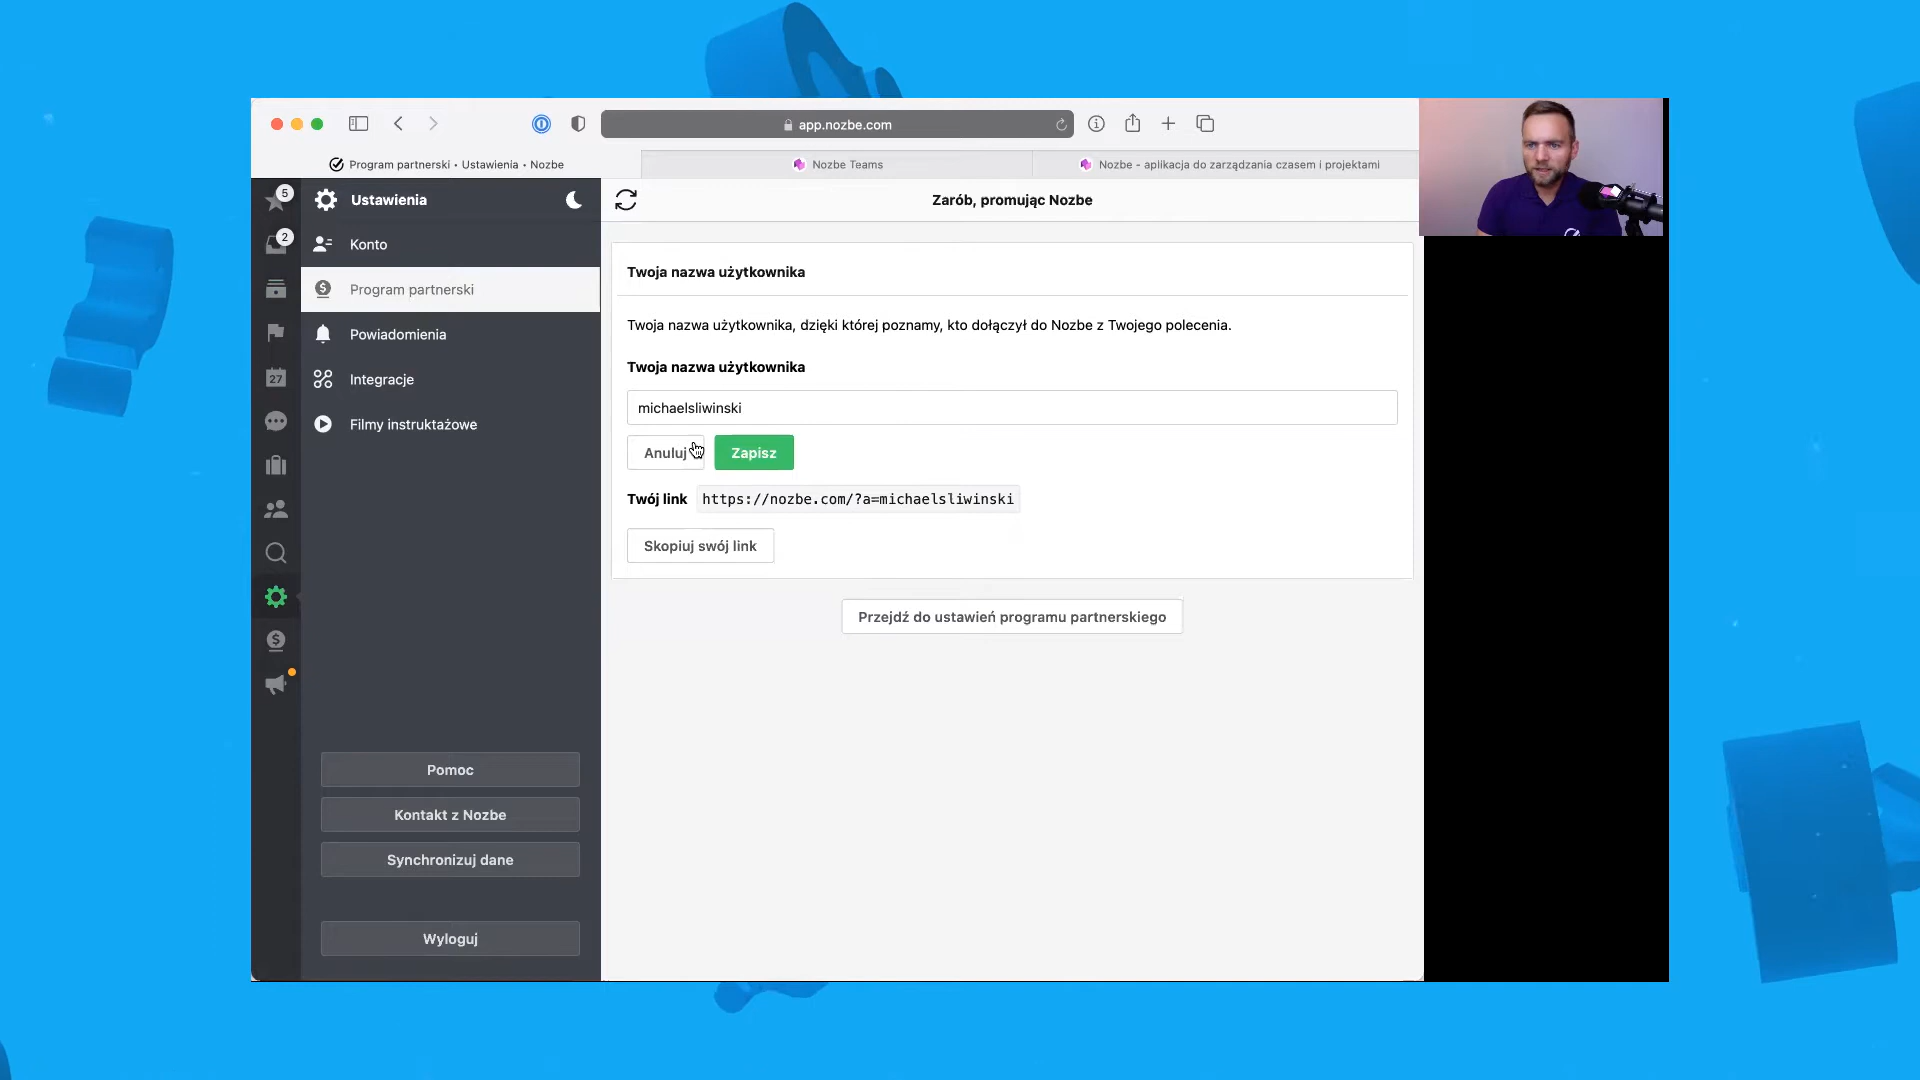 app.nozbe.com
Program partnerski • Ustawienia • Nozbe
Nozbe Teams
Nozbe - aplikacja do zarządzania czasem i projektami
5
Ustawienia
Zarób, promując Nozbe
2
Konto
Twoja nazwa użytkownika
Program partnerski
Twoja nazwa użytkownika, dzięki której poznamy, kto dołączył do Nozbe z Twojego polecenia.
Powiadomienia
Twoja nazwa użytkownika
27
Integracje
michaelsliwinski
Filmy instruktażowe
Anuluj
Zapisz
Twój link
https://nozbe.com/?a=michaelsliwinski
Skopiuj swój link
Przejdź do ustawień programu partnerskiego
Pomoc
Kontakt z Nozbe
Synchronizuj dane
Wyloguj